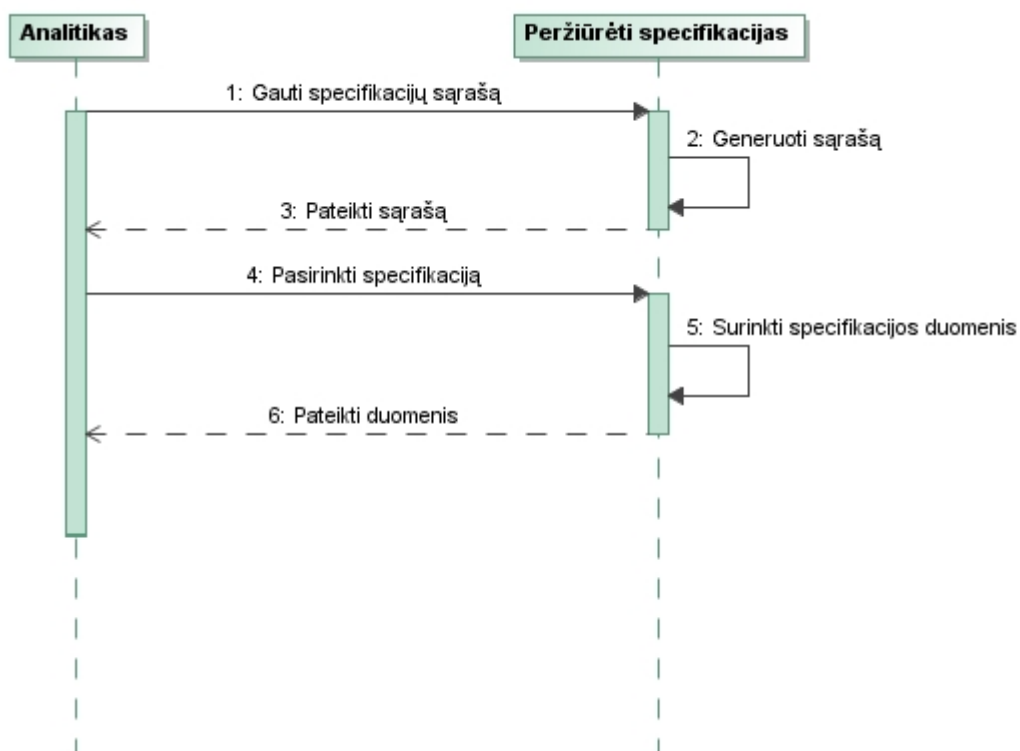 Analitikas
Peržiūrėti specifikacijas
1: Gauti specifikacijų sąrašą
2: Generuoti sąrašą
3: Pateikti sąrašą
4: Pasirinkti specifikaciją
5: Surinkti specifikacijos duomenis
6: Pateikti duomenis